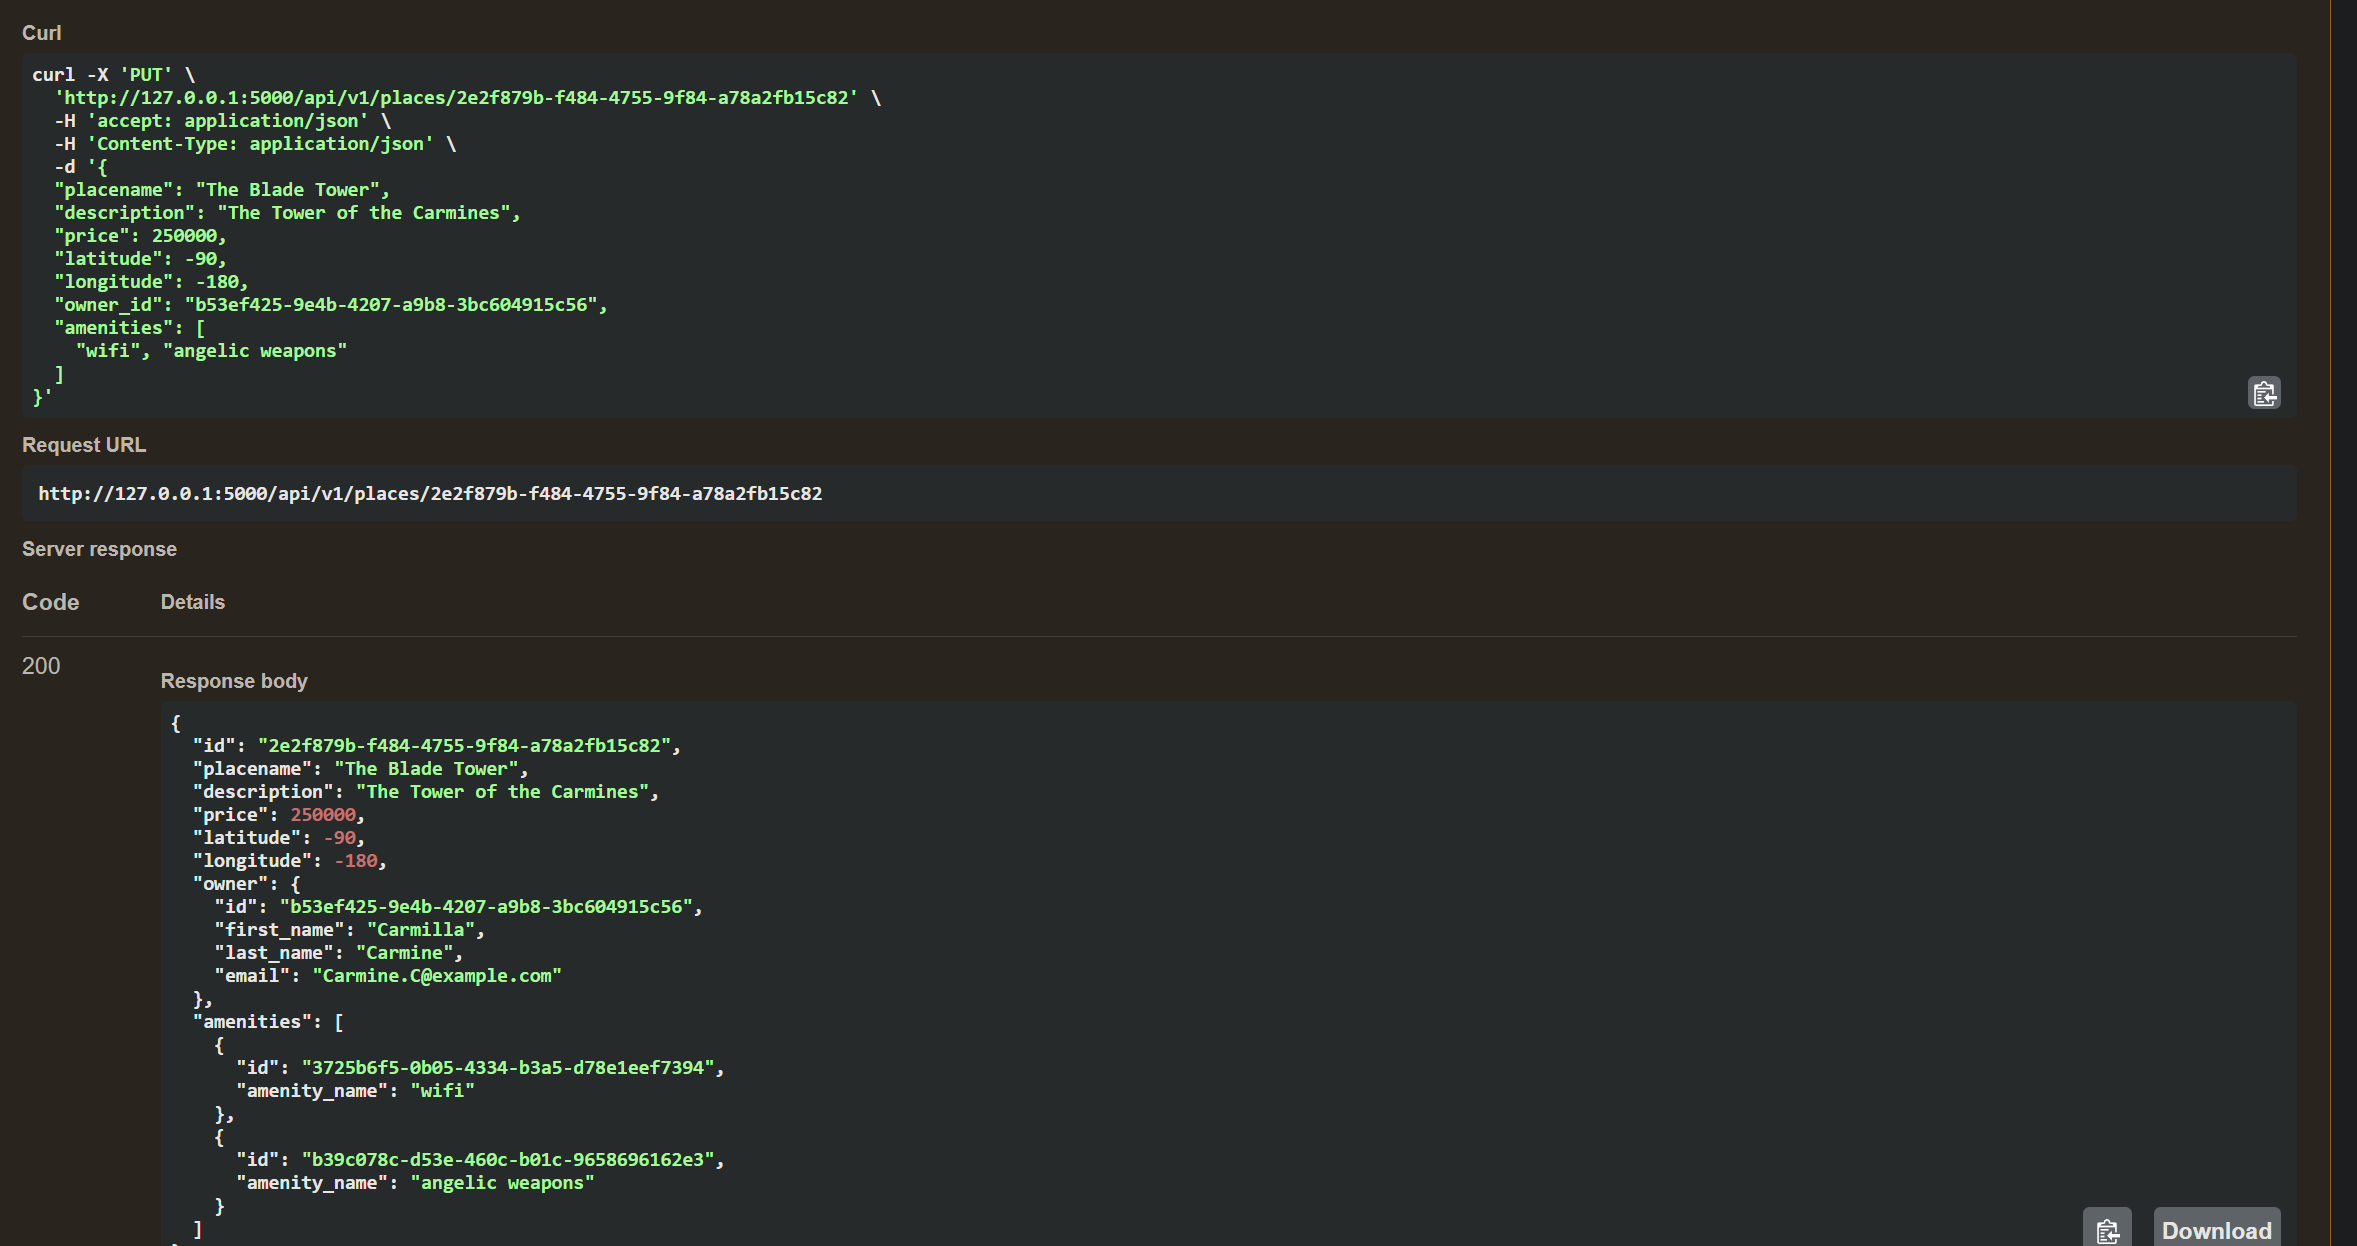 Curl
curl -X 'PUT' \
  'http://127.0.0.1:5000/api/v1/places/2e2f879b-f484-4755-9f84-a78a2fb15c82' \
  -H 'accept: application/json' \
  -H 'Content-Type: application/json' \
  -d '{
  "placename": "The Blade Tower",
  "description": "The Tower of the Carmines",
  "price": 250000,
  "latitude": -90,
  "longitude": -180,
  "owner_id": "b53ef425-9e4b-4207-a9b8-3bc604915c56",
  "amenities": [
    "wifi", "angelic weapons"
  ]
}'
Request URL
http://127.0.0.1:5000/api/v1/places/2e2f879b-f484-4755-9f84-a78a2fb15c82
Server response
Code Details
200
Response body
{
  "id": "2e2f879b-f484-4755-9f84-a78a2fb15c82",
  "placename": "The Blade Tower",
  "description": "The Tower of the Carmines",
  "price": 250000,
  "latitude": -90,
  "longitude": -180,
  "owner": {
    "id": "b53ef425-9e4b-4207-a9b8-3bc604915c56",
    "first_name": "Carmilla",
    "last_name": "Carmine",
    "email": "Carmine.C@example.com"
  },
  "amenities": [
    {
      "id": "3725b6f5-0b05-4334-b3a5-d78e1eef7394",
      "amenity_name": "wifi"
    },
    {
      "id": "b39c078c-d53e-460c-b01c-9658696162e3",
      "amenity_name": "angelic weapons"
    }
  ]
Download